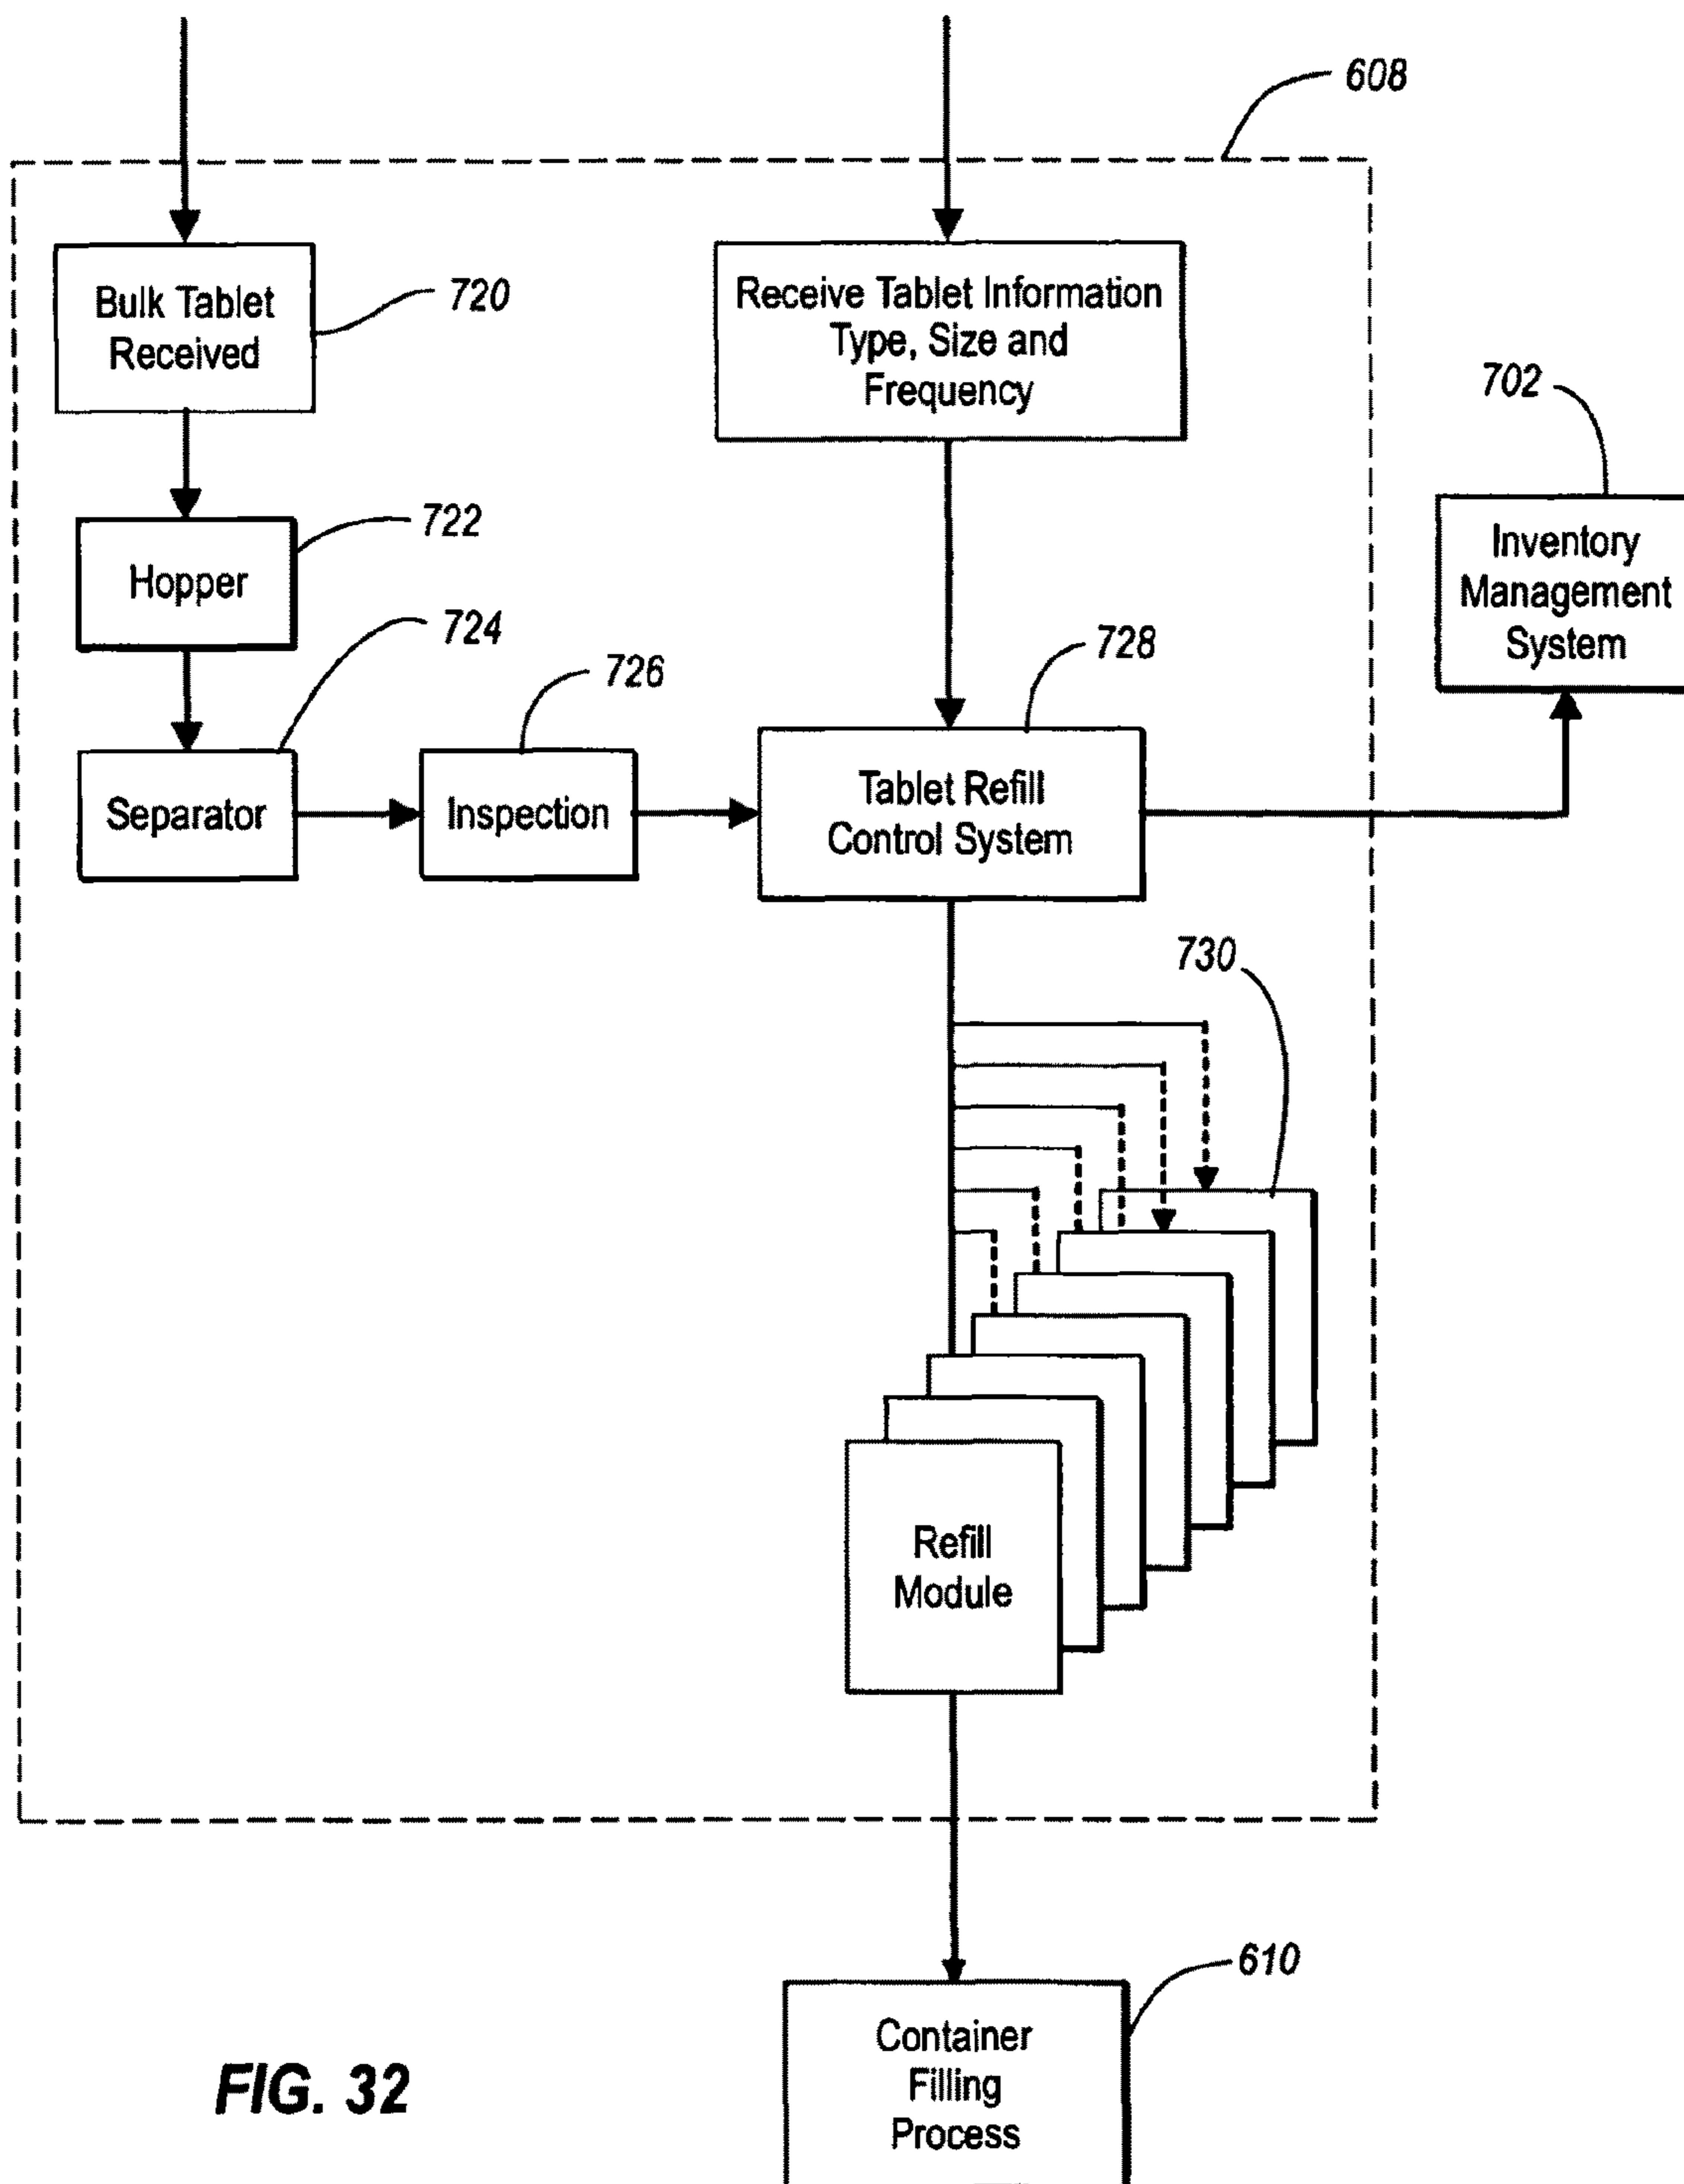 608
Bulk Tablet
Received
720
Receive Tablet Information
Type, Size and
Frequency
702
Inventory
Management
System
Hopper
722
724
726
728
Separator
Inspection
Tablet Refill
Control System
730
Refill
Module
610
Container
Filling
Process
FIG. 32